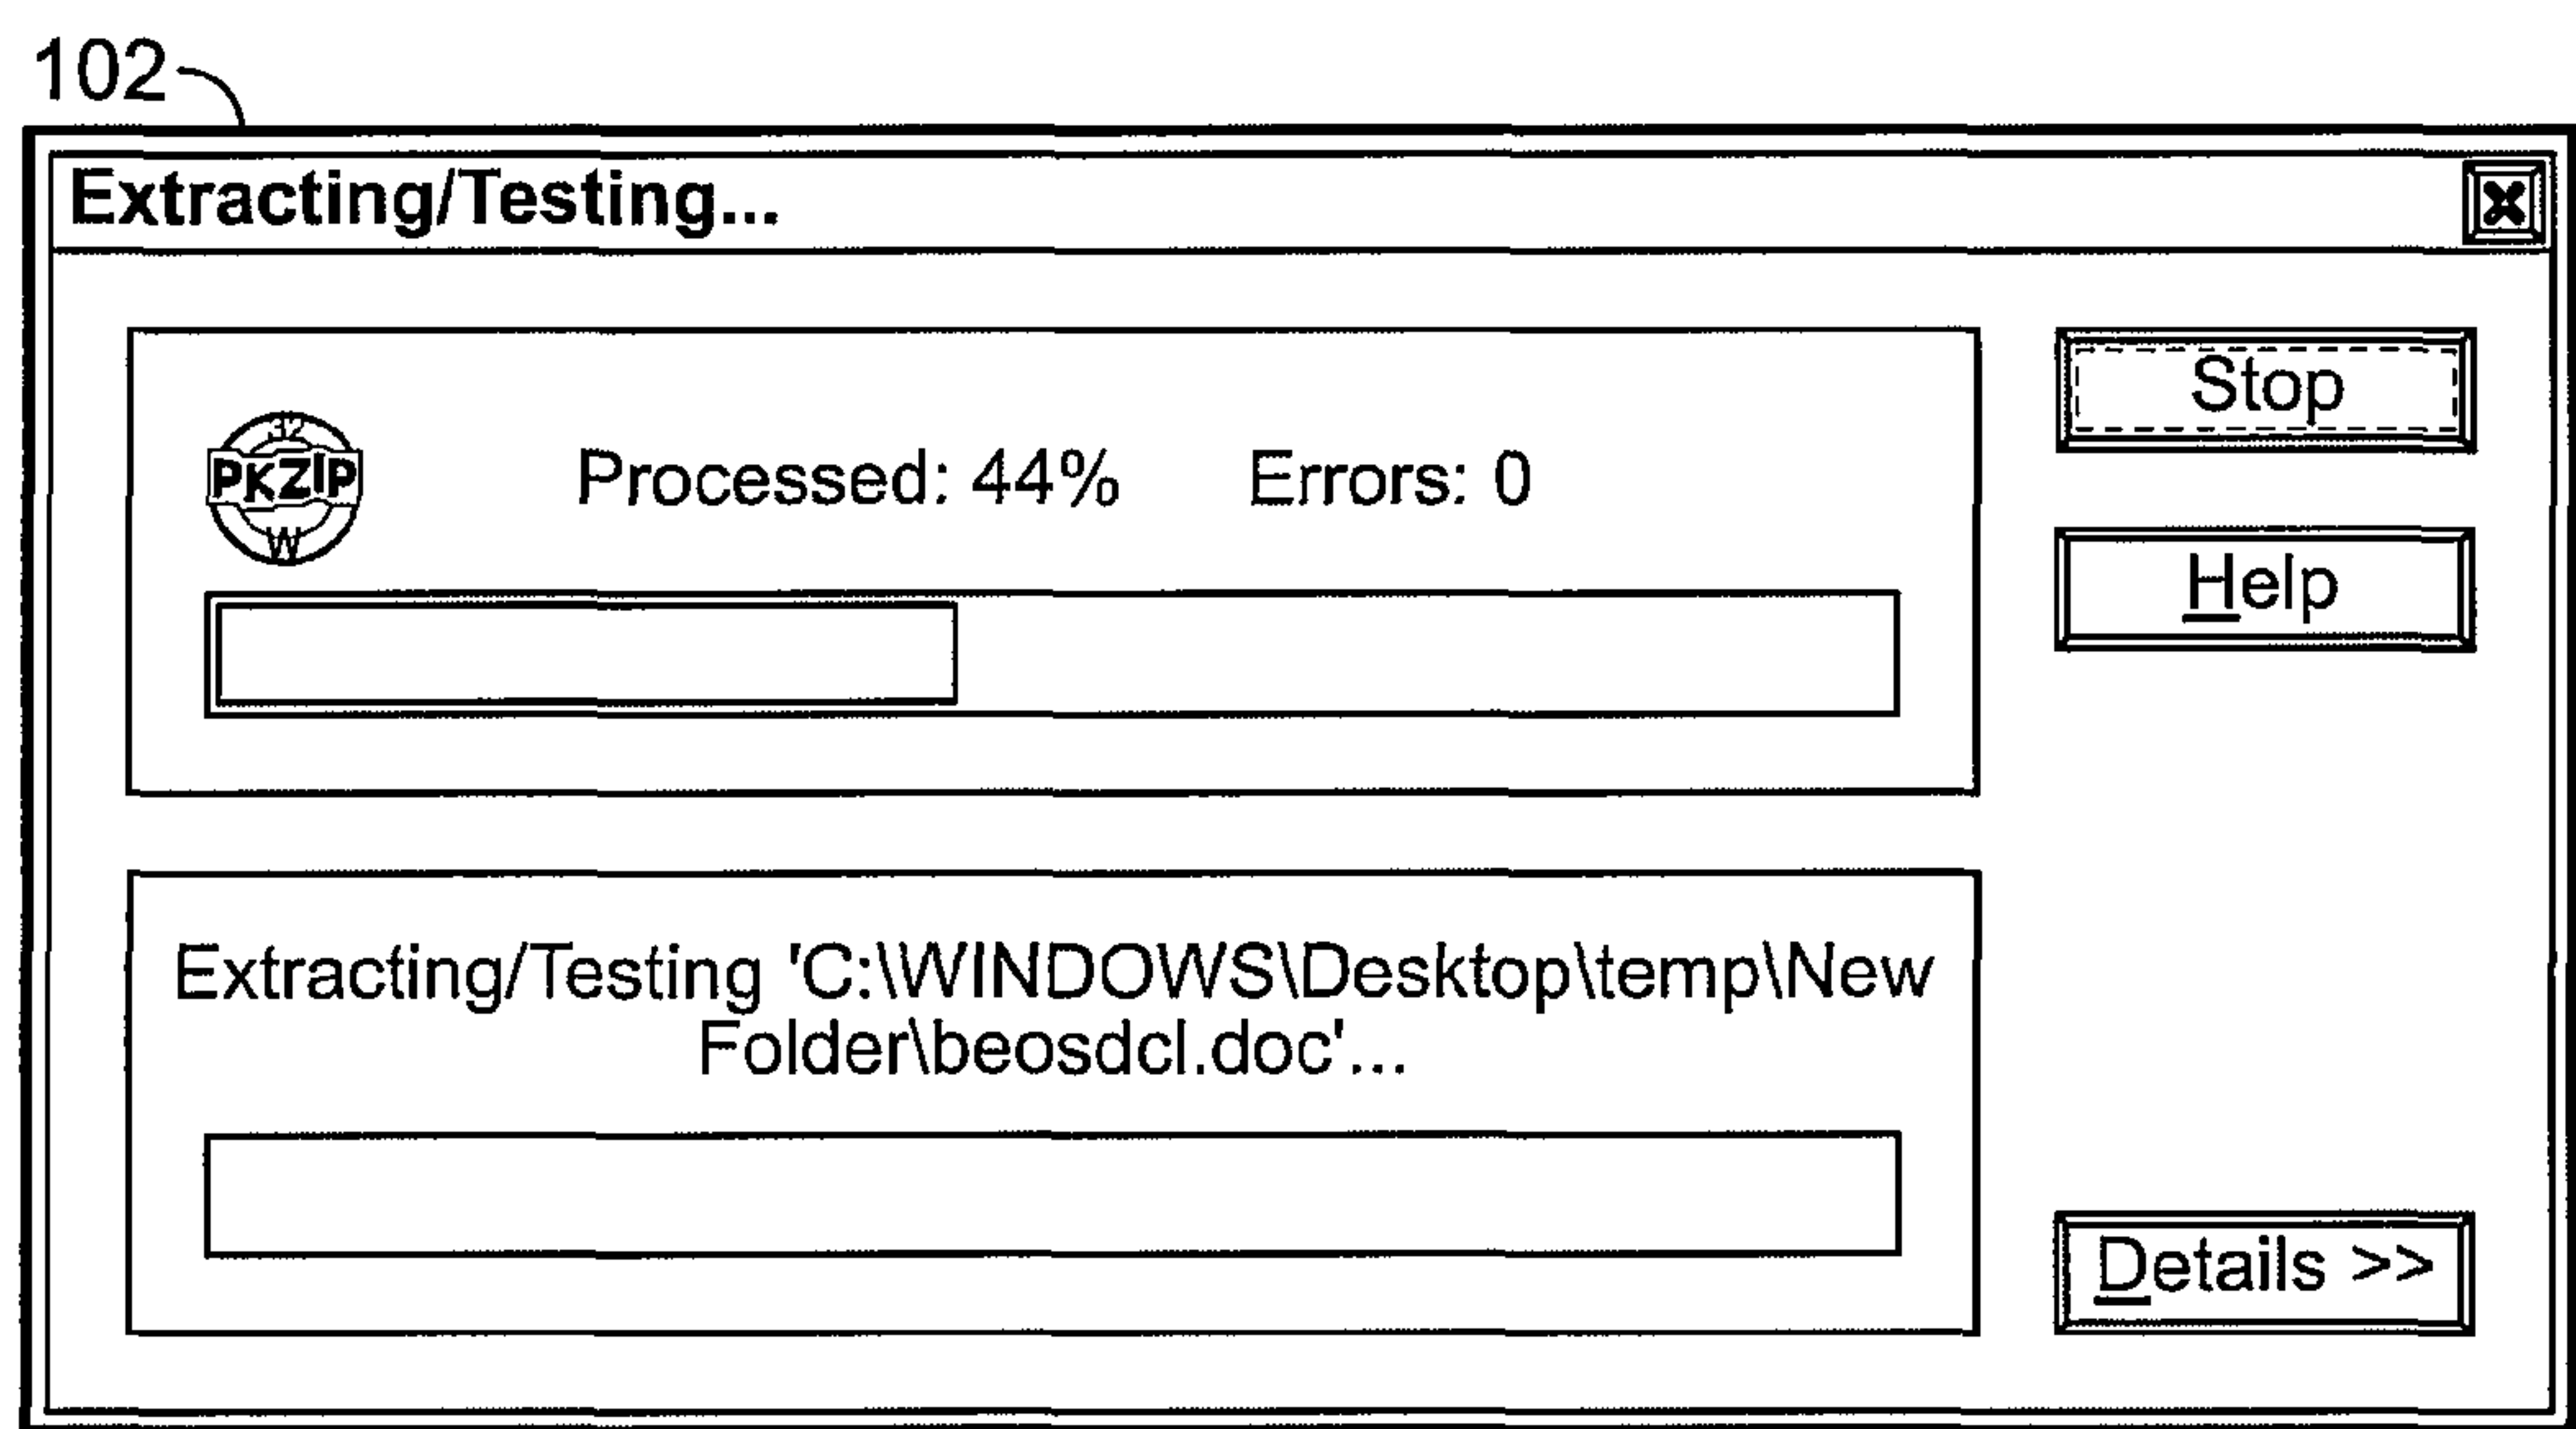 102
Extracting/Testing...
Stop
32
PKZIP
W
Processed: 44% Errors: 0
Help
Extracting/Testing 'C:\WINDOWS\Desktop\temp\New
Folder\beosdcl.doc'...
Details >>